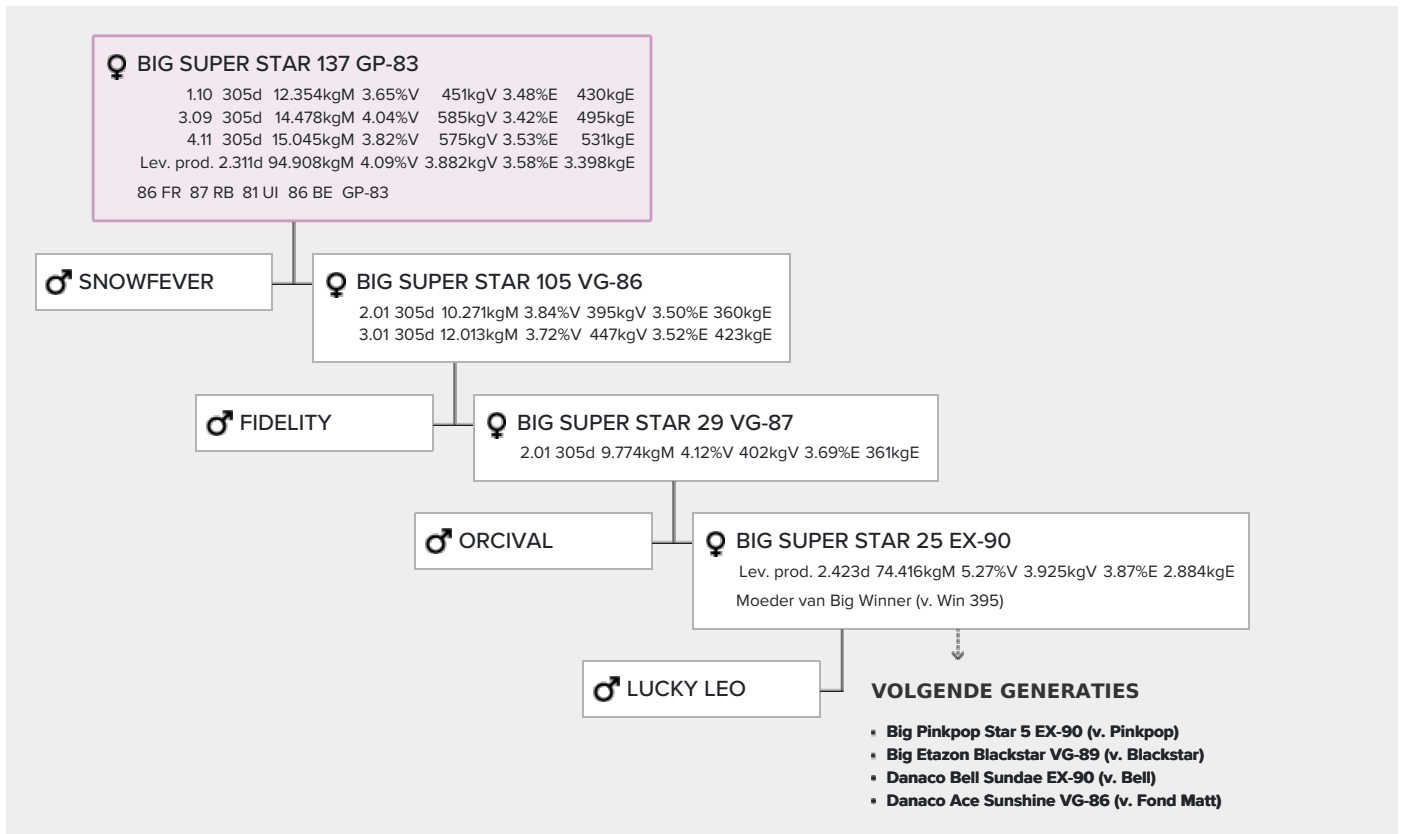 BIG SUPER STAR 137 GP-83
1.10 305d 12.354kgM 3.65%V 451kgV 3.48%E 430kgE
3.09 305d 14.478kgM 4.04%V 585kgV 3.42%E 495kgE
4.11 305d 15.045kgM 3.82%V 575kgV 3.53%E 531kgE
Lev. prod. 2.311d 94.908kgM 4.09%V 3.882kgV 3.58%E 3.398kgE
86 FR 87 RB 81 UI 86 BE GP-83
SNOWFEVER
BIG SUPER STAR 105 VG-86
2.01 305d 10.271kgM 3.84%V 395kgV 3.50%E 360kgE
3.01 305d 12.013kgM 3.72%V 447kgV 3.52%E 423kgE
FIDELITY
BIG SUPER STAR 29 VG-87
2.01 305d 9.774kgM 4.12%V 402kgV 3.69%E 361kgE
ORCIVAL
BIG SUPER STAR 25 EX-90
Lev. prod. 2.423d 74.416kgM 5.27%V 3.925kgV 3.87%E 2.884kgE
Moeder van Big Winner (v. Win 395)
LUCKY LEO
VOLGENDE GENERATIES
Big Pinkpop Star 5 EX-90 (v. Pinkpop)
Big Etazon Blackstar VG-89 (v. Blackstar)
Danaco Bell Sundae EX-90 (v. Bell)
Danaco Ace Sunshine VG-86 (v. Fond Matt)